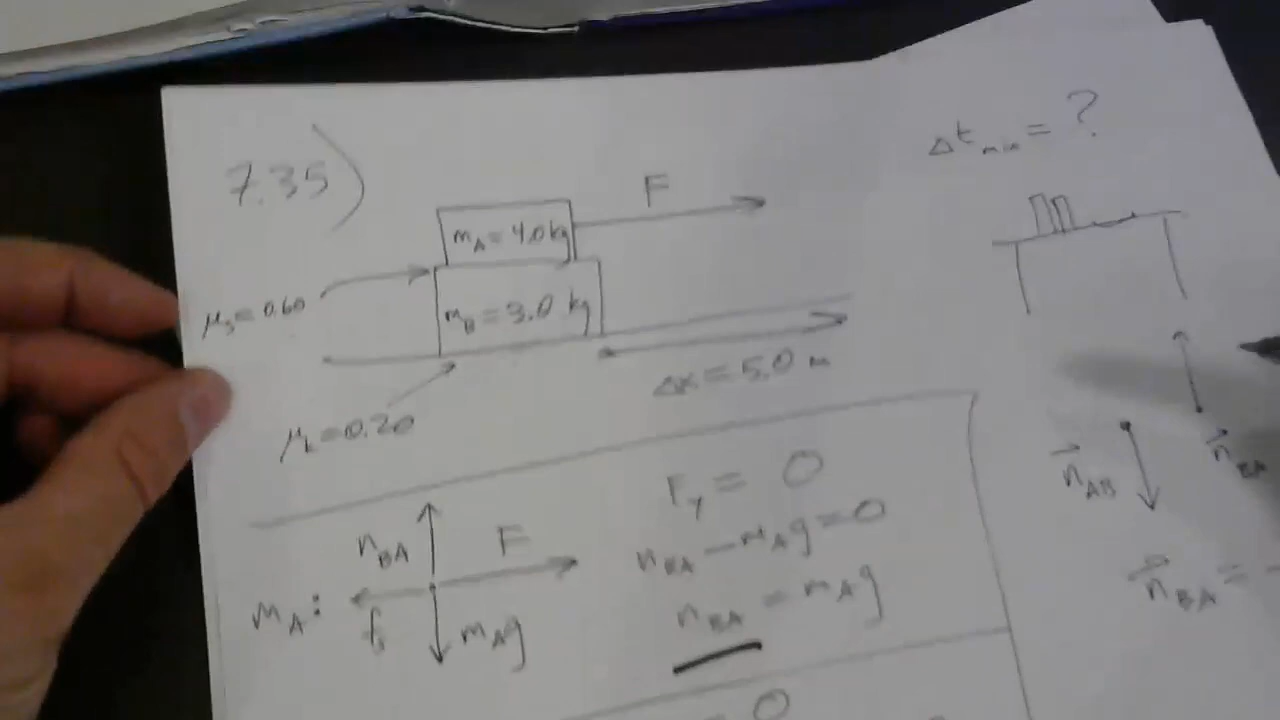 7.35)
Δt_min = ?
F
m_A = 4.0 kg
μ_s = 0.60
m_B = 3.0 kg
Δx = 5.0 m
μ_k = 0.20
F_y = 0
n_BA
F
n_BA - m_A g = 0
n_AB
n_BA
m_A:
f_s
m_A g
n_BA = m_A g
n_BA = -
= 0